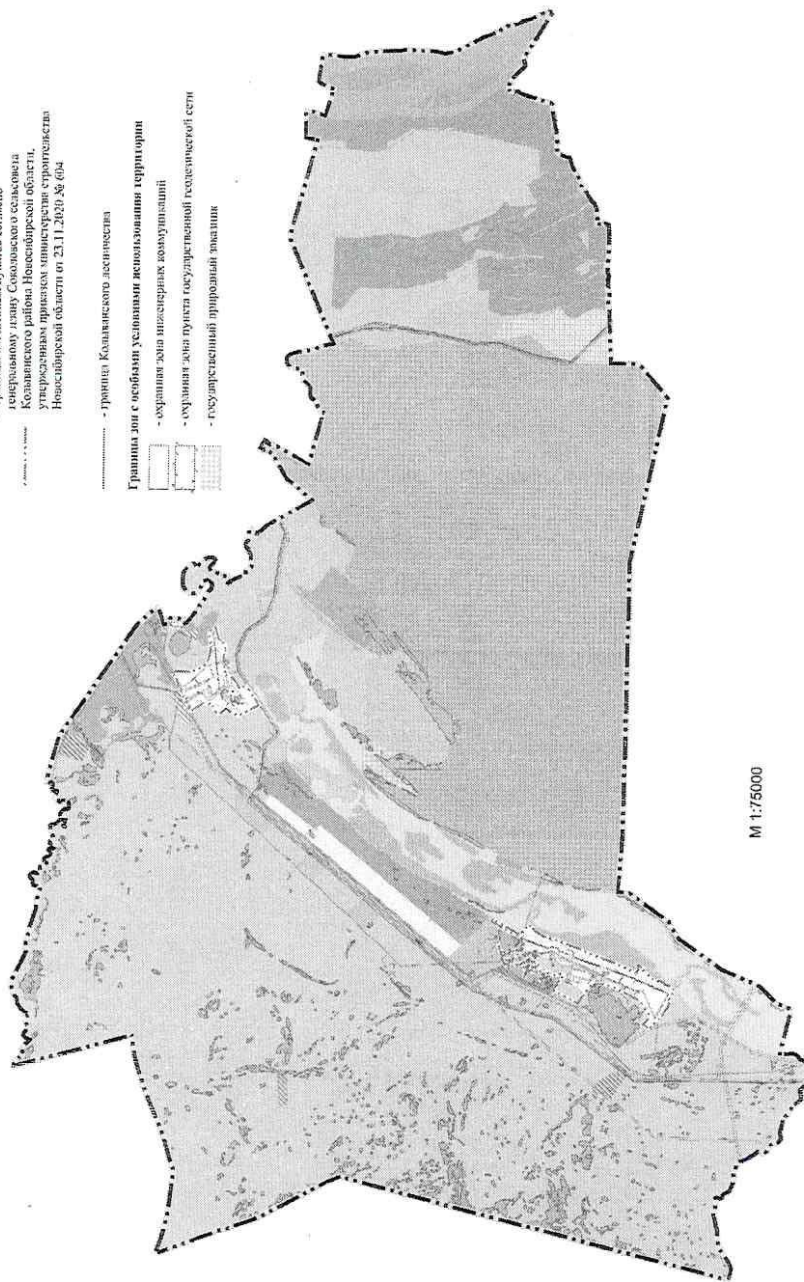 генеральному плану Соколовского сельсовета
Колыванского района Новосибирской области,
утвержденным приказом министерства строительства
Новосибирской области от 23.11.2020 № 604
- граница Колыванского лесничества
Границы зон с особыми условиями использования территории
- охранная зона инженерных коммуникаций
- охранная зона пункта государственной геодезической сети
- государственный природный заказник
М 1:75000